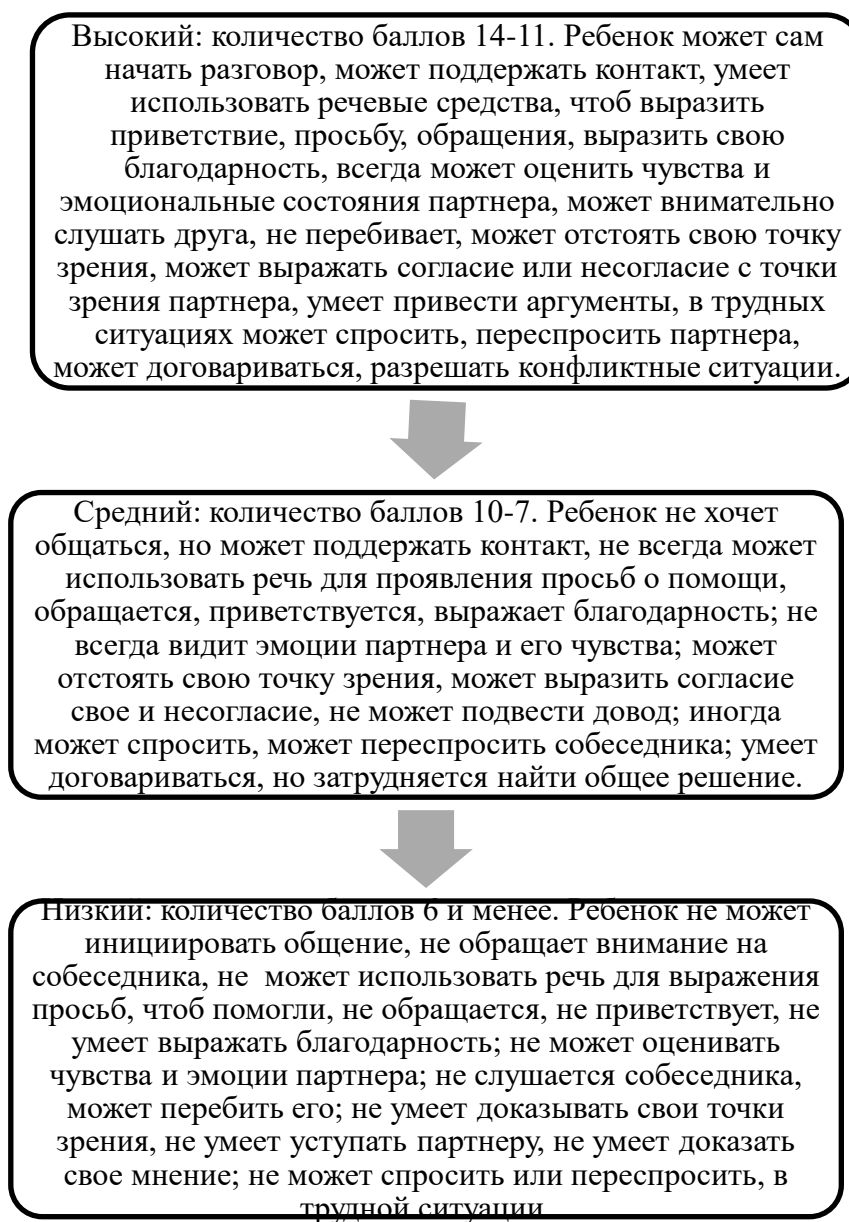 Высокий: количество баллов 14-11. Ребенок может сам
начать разговор, может поддержать контакт, умеет
использовать речевые средства, чтоб выразить
приветствие, просьбу, обращения, выразить свою
благодарность, всегда может оценить чувства и
эмоциональные состояния партнера, может внимательно
слушать друга, не перебивает, может отстоять свою точку
зрения, может выражать согласие или несогласие с точки
зрения партнера, умеет привести аргументы, в трудных
ситуациях может спросить, переспросить партнера,
может договариваться, разрешать конфликтные ситуации.
Средний: количество баллов 10-7. Ребенок не хочет
общаться, но может поддержать контакт, не всегда может
использовать речь для проявления просьб о помощи,
обращается, приветствуется, выражает благодарность; не
всегда видит эмоции партнера и его чувства; может
отстоять свою точку зрения, может выразить согласие
свое и несогласие, не может подвести довод; иногда
может спросить, может переспросить собеседника; умеет
договариваться, но затрудняется найти общее решение.
Низкий: количество баллов 6 и менее. Ребенок не может
инициировать общение, не обращает внимание на
собеседника, не может использовать речь для выражения
просьб, чтоб помогли, не обращается, не приветствует, не
умеет выражать благодарность; не может оценивать
чувства и эмоции партнера; не слушается собеседника,
может перебить его; не умеет доказывать свои точки
зрения, не умеет уступать партнеру, не умеет доказать
свое мнение; не может спросить или переспросить, в
трудной ситуации